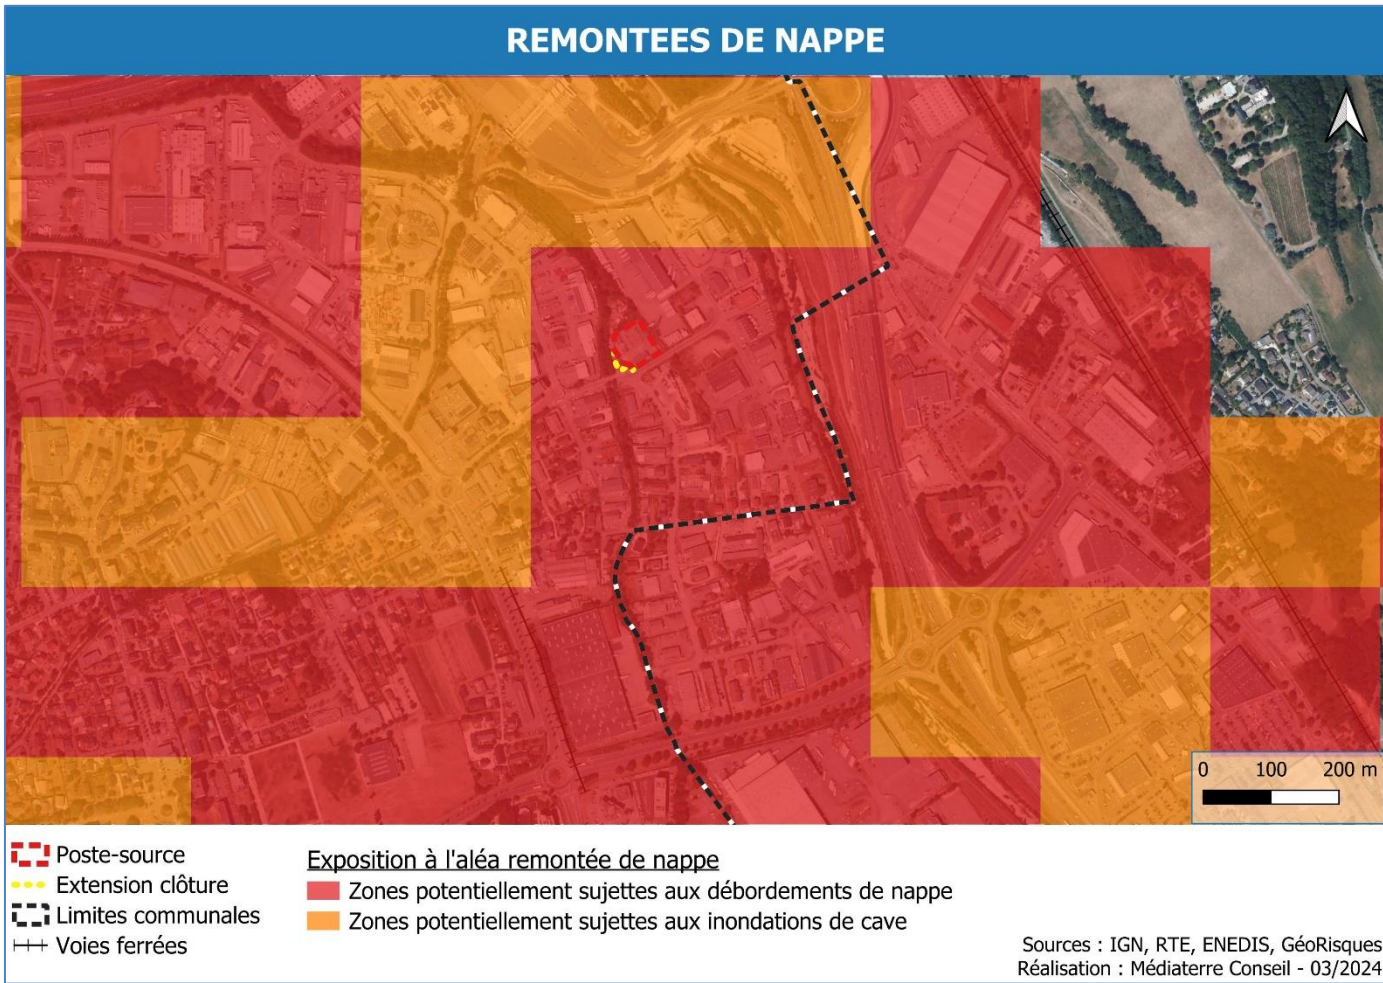 REMONTEES DE NAPPE
0 100 200 m
Poste-source
Extension clôture
Limites communales
Voies ferrées
Exposition à l'aléa remontée de nappe
Zones potentiellement sujettes aux débordements de nappe
Zones potentiellement sujettes aux inondations de cave
Sources : IGN, RTE, ENEDIS, GéoRisques
Réalisation : Médiaterre Conseil - 03/2024